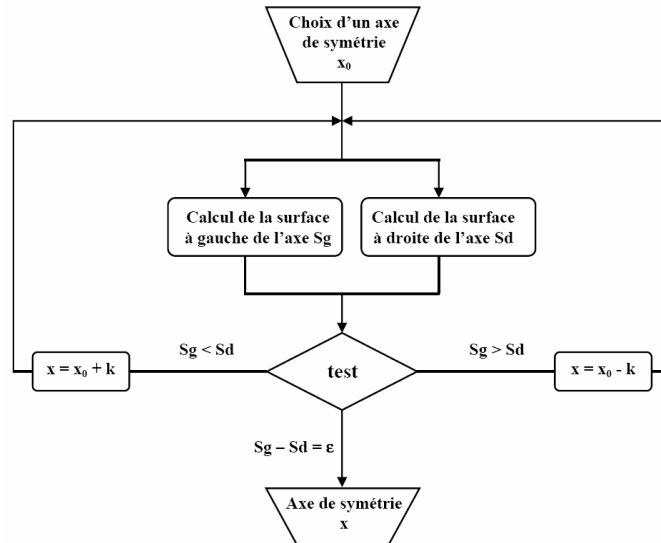 Choix d'un axe
de symétrie
x₀
Calcul de la surface
à gauche de l'axe Sg
Calcul de la surface
à droite de l'axe Sd
Sg < Sd
Sg > Sd
x = x₀ + k
test
x = x₀ - k
Sg – Sd = ε
Axe de symétrie
x